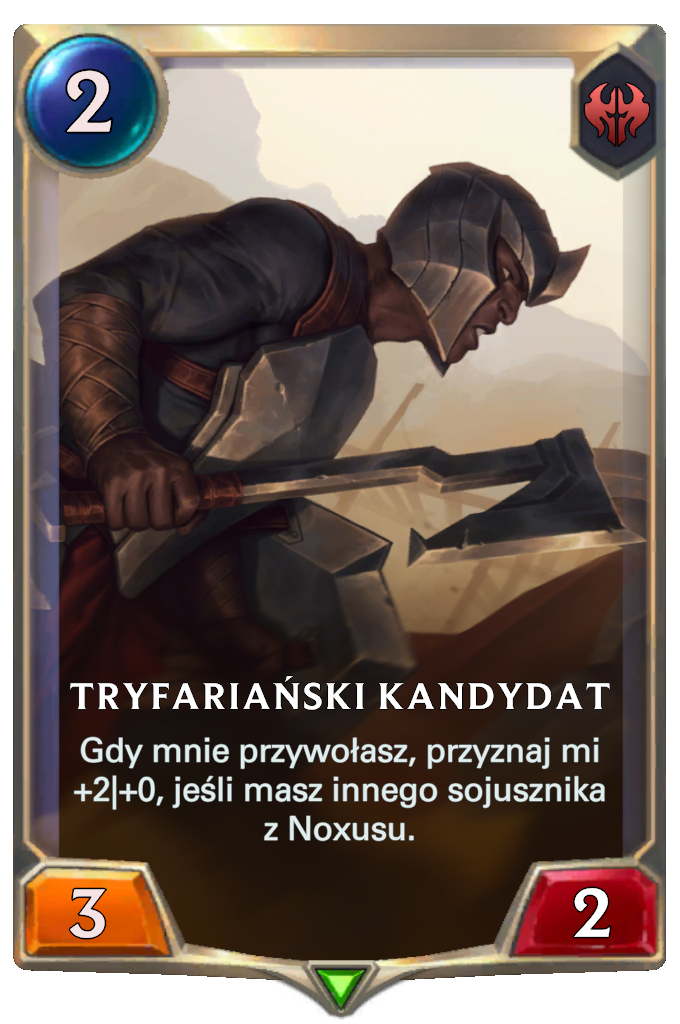 2
TRYFARIAŃSKI KANDYDAT
Gdy mnie przywołasz, przyznaj mi
+2|+0, jeśli masz innego sojusznika
z Noxusu.
3
2